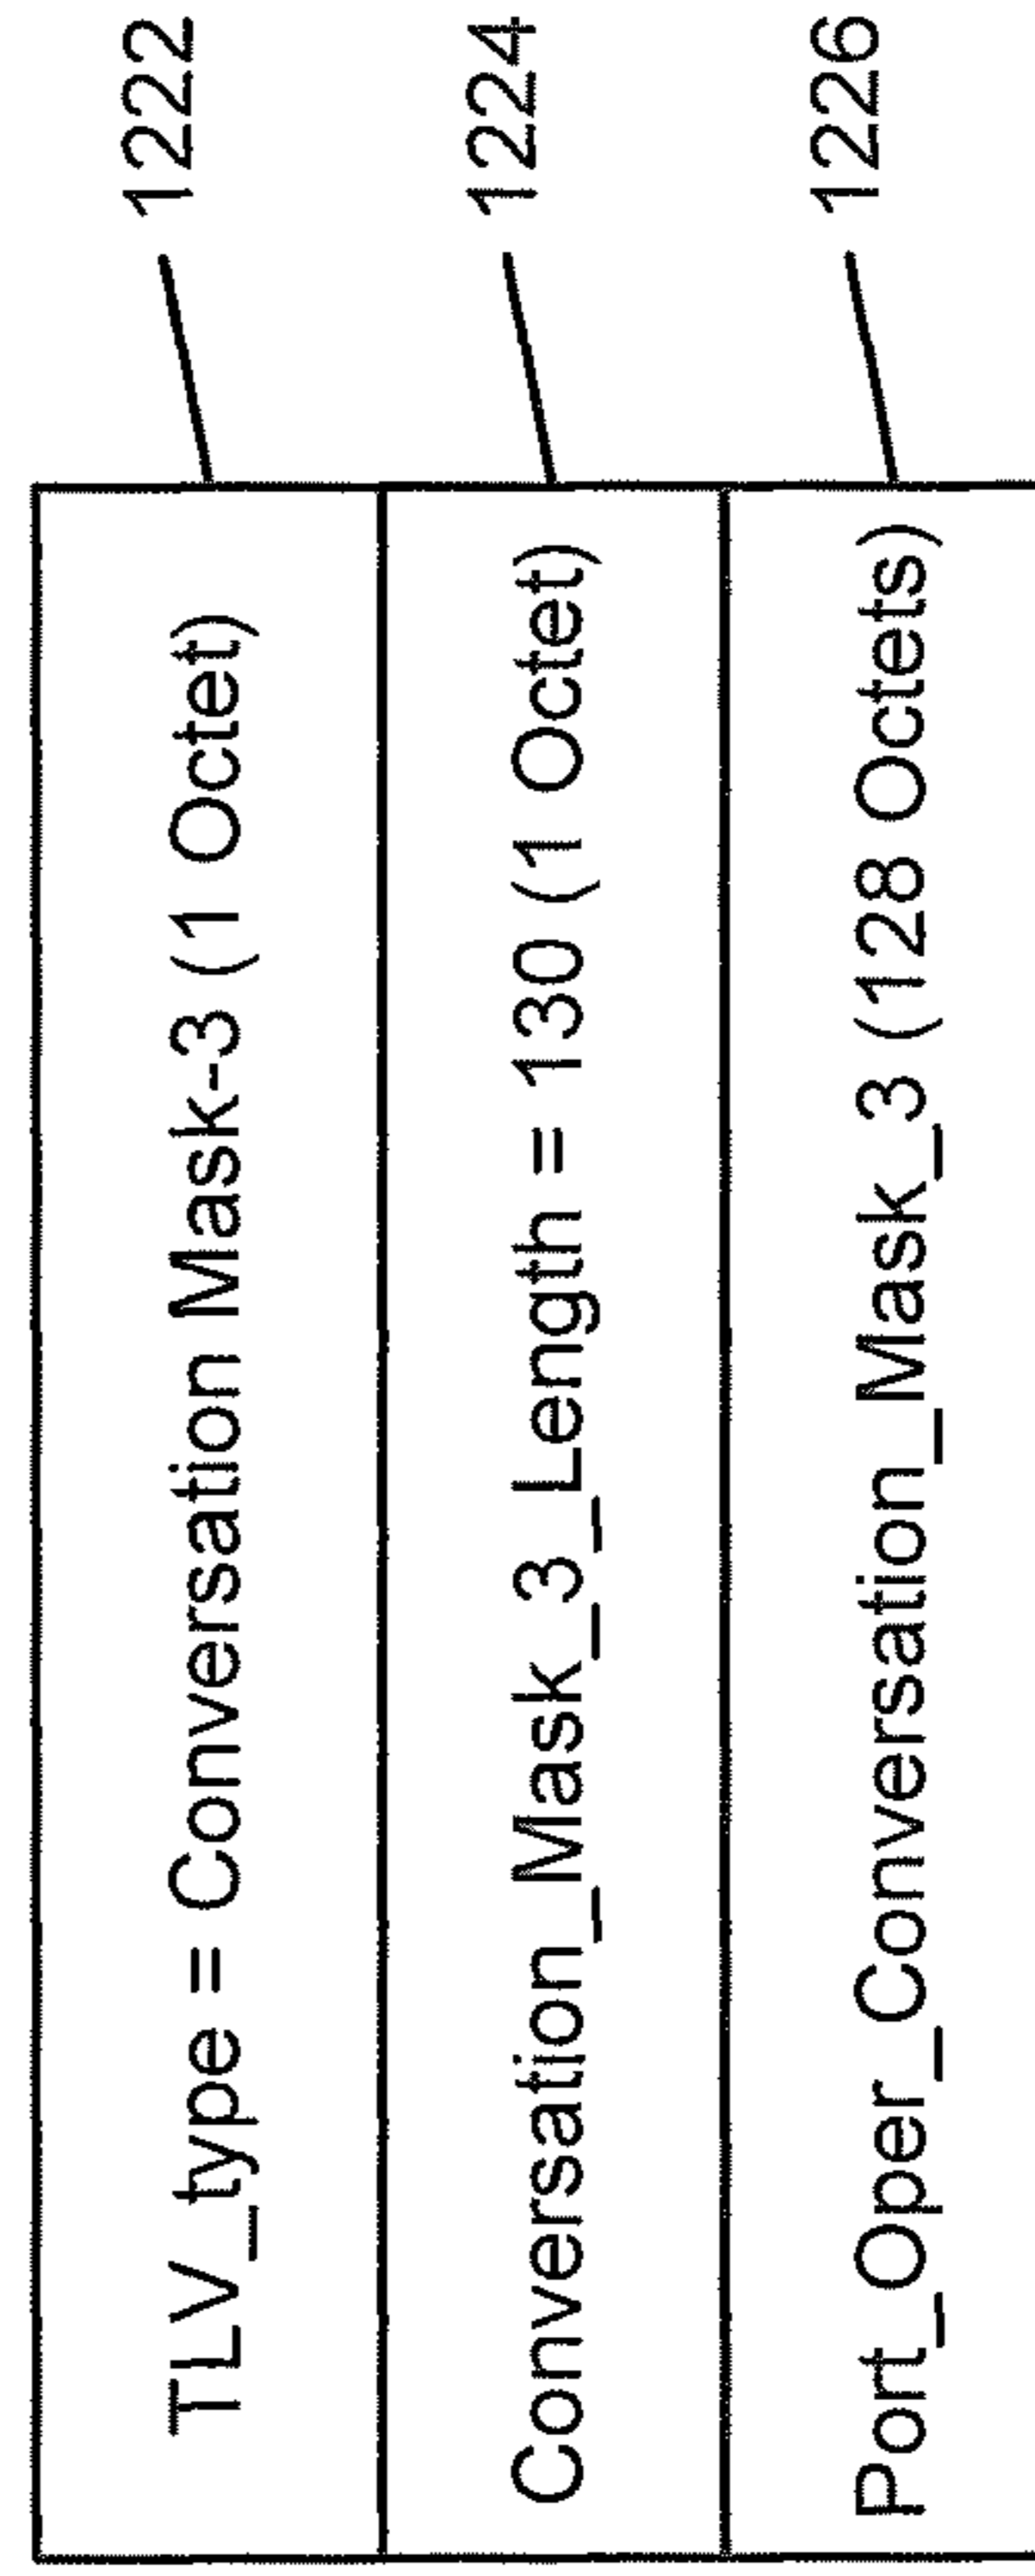 TLV_type = Conversation Mask-3 (1 Octet) 1222
Conversation_Mask_3_Length = 130 (1 Octet) 1224
Port_Oper_Conversation_Mask_3 (128 Octets) 1226